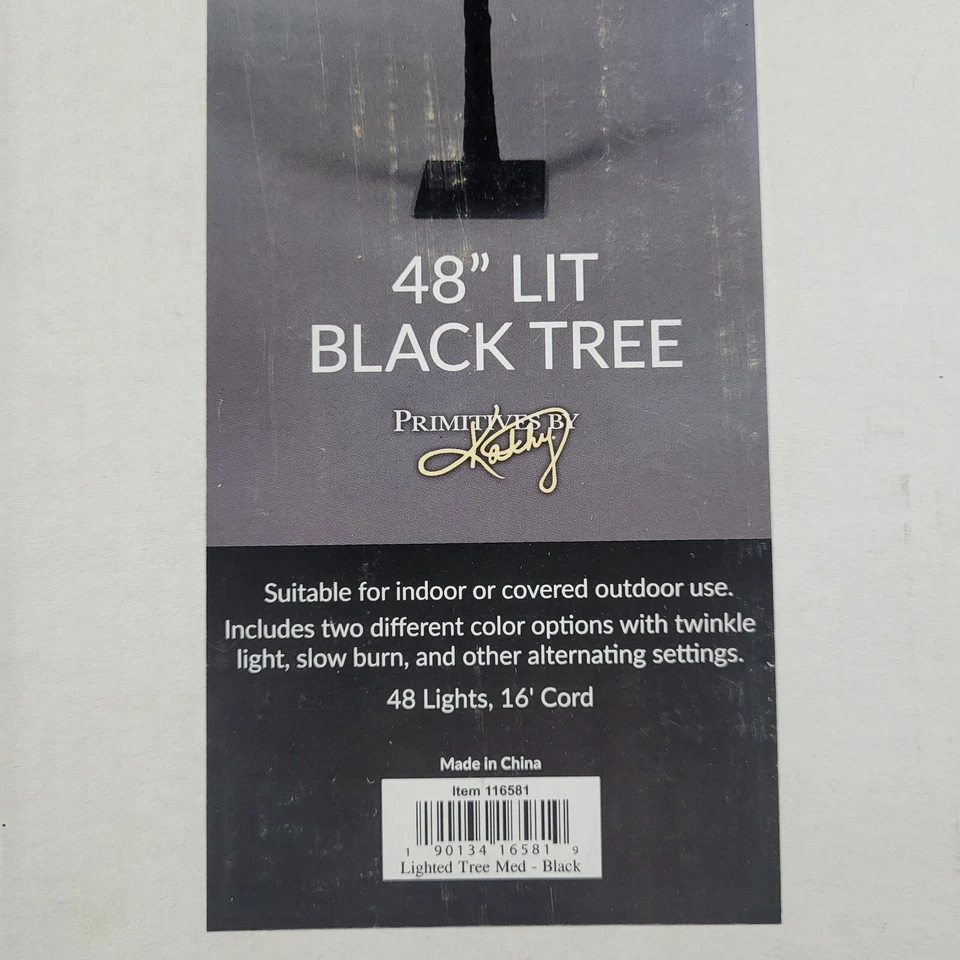 48” LIT
BLACK TREE
PRIMITIVES BY
Kathy
Suitable for indoor or covered outdoor use.
Includes two different color options with twinkle
light, slow burn, and other alternating settings.
48 Lights, 16' Cord
Made in China
Item 116581
1 90134 16581 9
Lighted Tree Med - Black